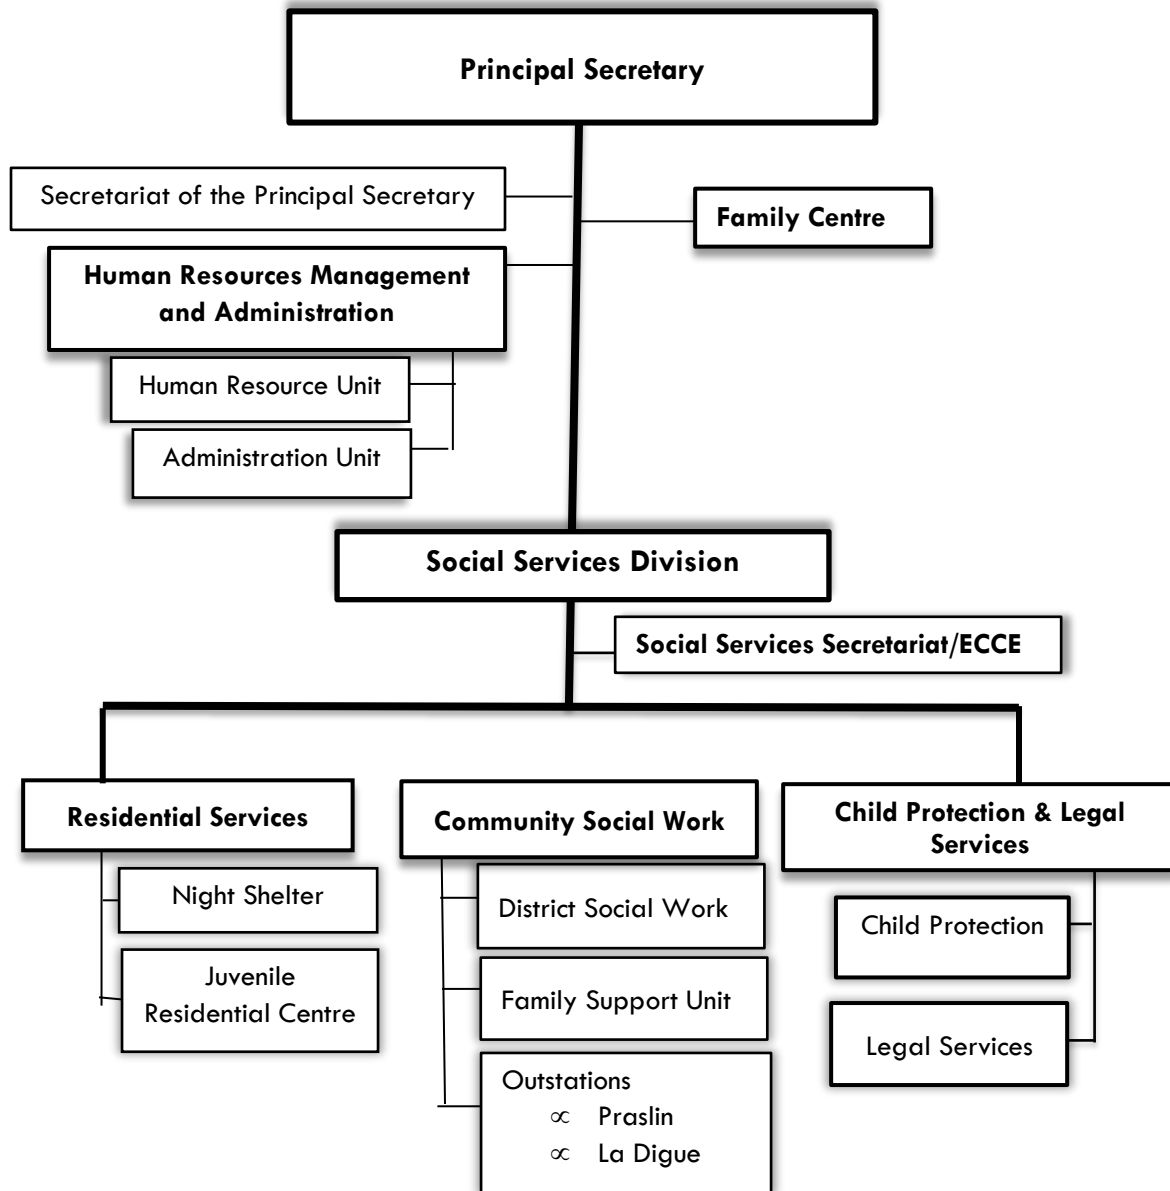 Principal Secretary
Secretariat of the Principal Secretary
Family Centre
Human Resources Management
and Administration
Human Resource Unit
Administration Unit
Social Services Division
Social Services Secretariat/ECCE
Residential Services
Night Shelter
Juvenile
Residential Centre
Community Social Work
District Social Work
Family Support Unit
Outstations
∝ Praslin
∝ La Digue
Child Protection & Legal
Services
Child Protection
Legal Services